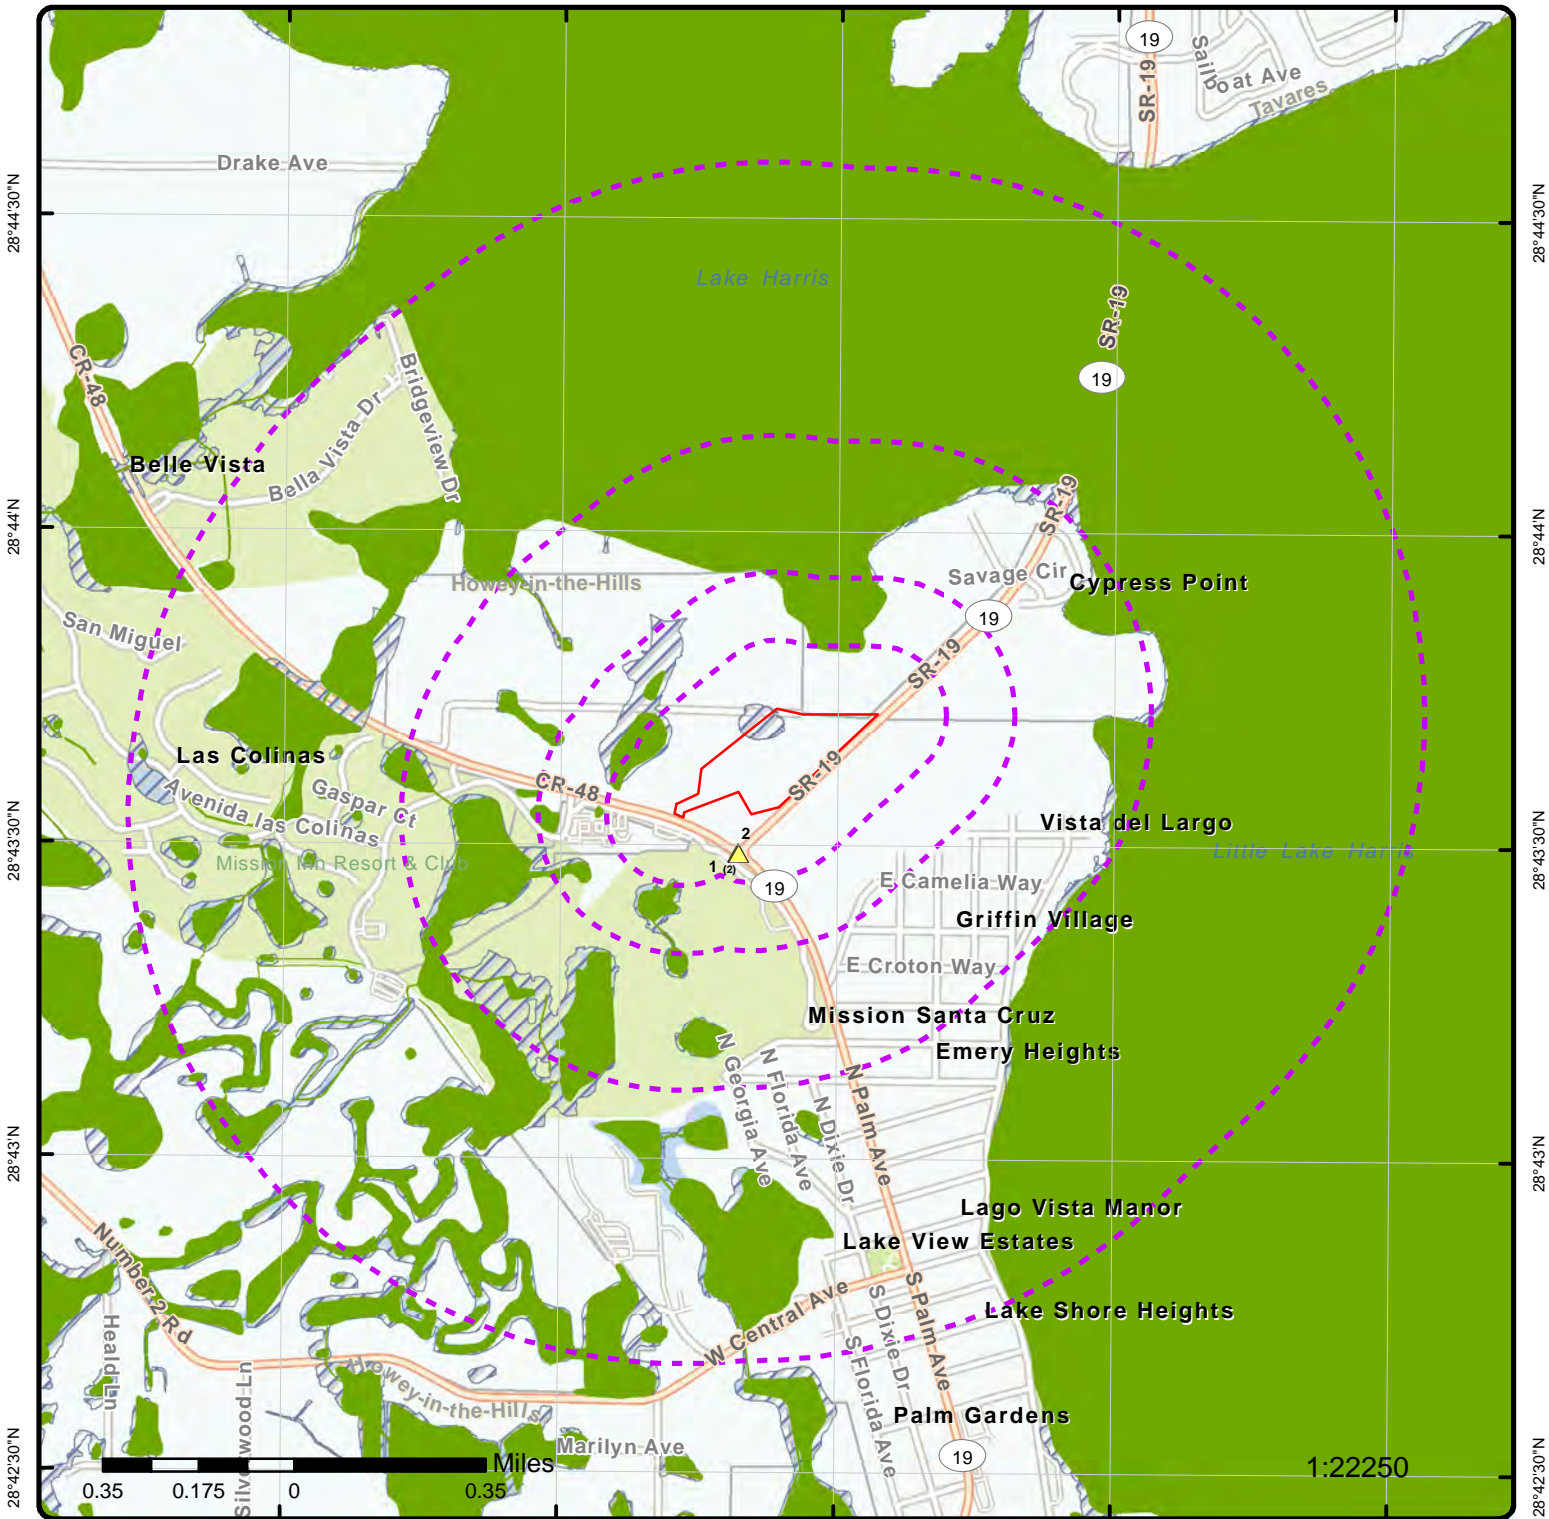 19
SR-19
Sailboat Ave
Tavares
Drake Ave
28°44'30"N
28°44'30"N
Lake Harris
SR-19
19
CR-48
Bridgeview Dr
Bella Vista Dr
Belle Vista
SR-19
28°44'N
28°44'N
Howey-in-the-Hills
Savage Cir
Cypress Point
19
San Miguel
SR-19
Las Colinas
CR-48
SR-19
Gaspar Ct
Avenida las Colinas
Vista del Largo
28°43'30"N
28°43'30"N
Mission Inn Resort & Club
Little Lake Harris
2
1 (2)
19
E Camelia Way
Griffin Village
E Croton Way
Mission Santa Cruz
Emery Heights
N Georgia Ave
N Florida Ave
N Dixie Dr
N Palm Ave
28°43'N
28°43'N
Lago Vista Manor
Lake View Estates
Number 2 Rd
W Central Ave
S Palm Ave
S Dixie Dr
S Florida Ave
Lake Shore Heights
Heald Ln
Silverwood Ln
Howey-in-the-Hills
Palm Gardens
Marilyn Ave
19
Miles
0.35 0.175 0 0.35
1:22250
28°42'30"N
28°42'30"N